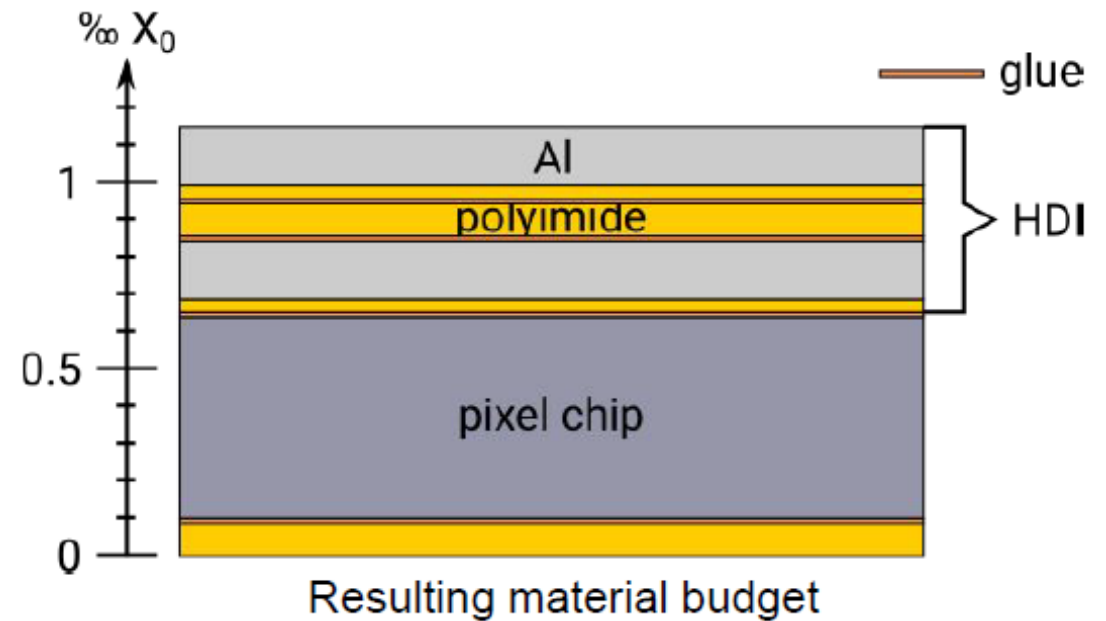 ‰ X₀
glue
Al
1
polyimide
HDI
0.5
pixel chip
0
Resulting material budget